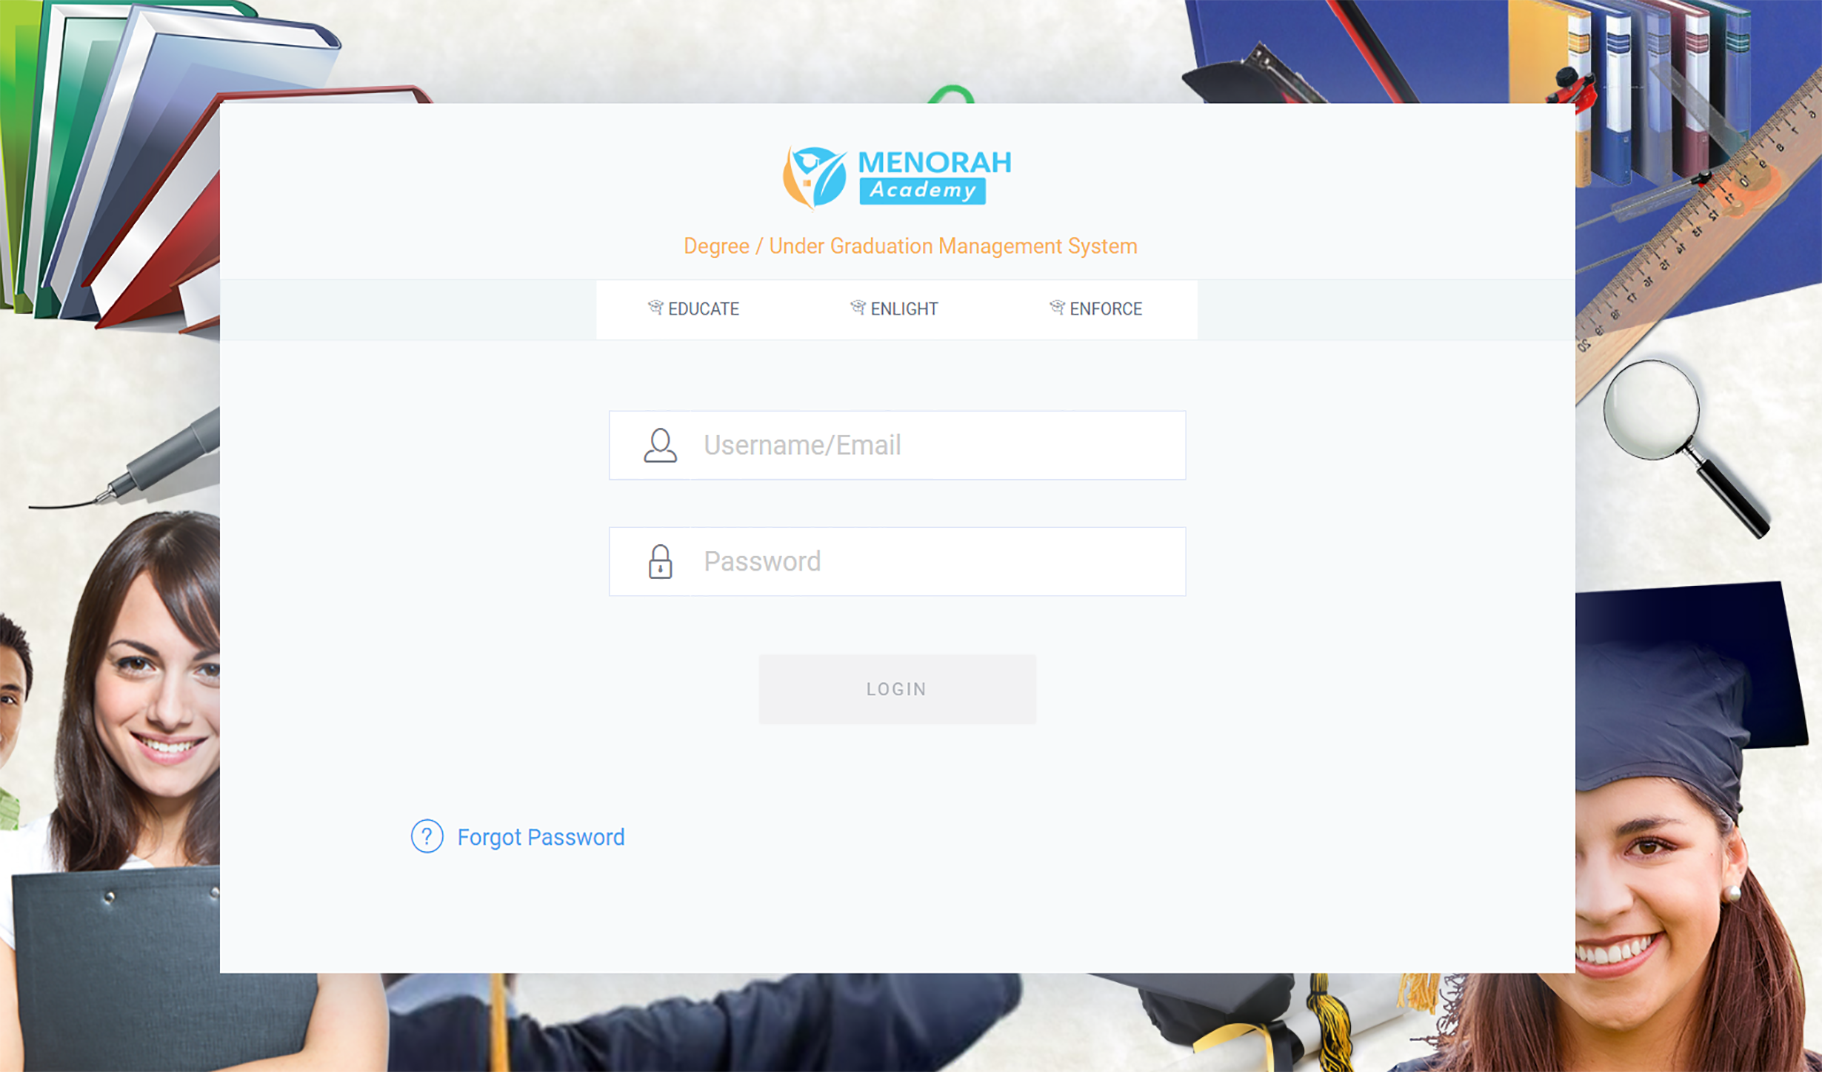 MENORAH
Academy
Degree / Under Graduation Management System
EDUCATE ENLIGHT ENFORCE
Username/Email
Password
LOGIN
? Forgot Password